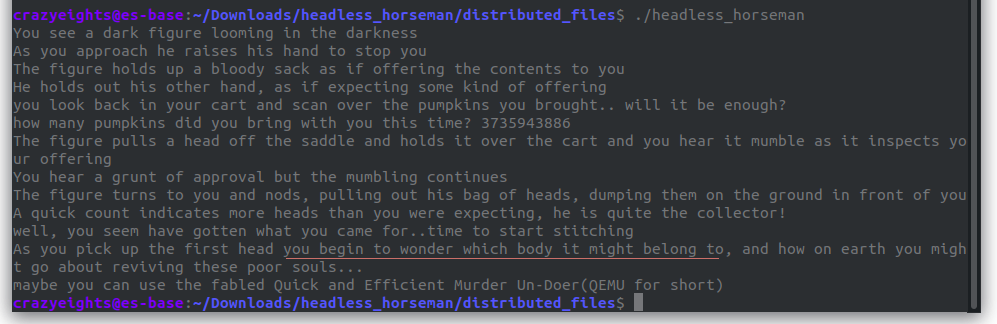 crazyeights@es-base:~/Downloads/headless_horseman/distributed_files$ ./headless_horseman
You see a dark figure looming in the darkness
As you approach he raises his hand to stop you
The figure holds up a bloody sack as if offering the contents to you
He holds out his other hand, as if expecting some kind of offering
you look back in your cart and scan over the pumpkins you brought.. will it be enough?
how many pumpkins did you bring with you this time? 3735943886
The figure pulls a head off the saddle and holds it over the cart and you hear it mumble as it inspects yo
ur offering
You hear a grunt of approval but the mumbling continues
The figure turns to you and nods, pulling out his bag of heads, dumping them on the ground in front of you
A quick count indicates more heads than you were expecting, he is quite the collector!
well, you seem have gotten what you came for..time to start stitching
As you pick up the first head you begin to wonder which body it might belong to, and how on earth you migh
t go about reviving these poor souls...
maybe you can use the fabled Quick and Efficient Murder Un-Doer(QEMU for short)
crazyeights@es-base:~/Downloads/headless_horseman/distributed_files$